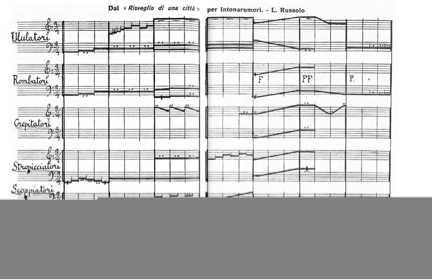 Dal « Risveglio di una città » per Intonarumori. - L. Russolo
Ululatori
Rombatori
F PP P.
Crepitatori
Stropicciatori
Scoppiatori